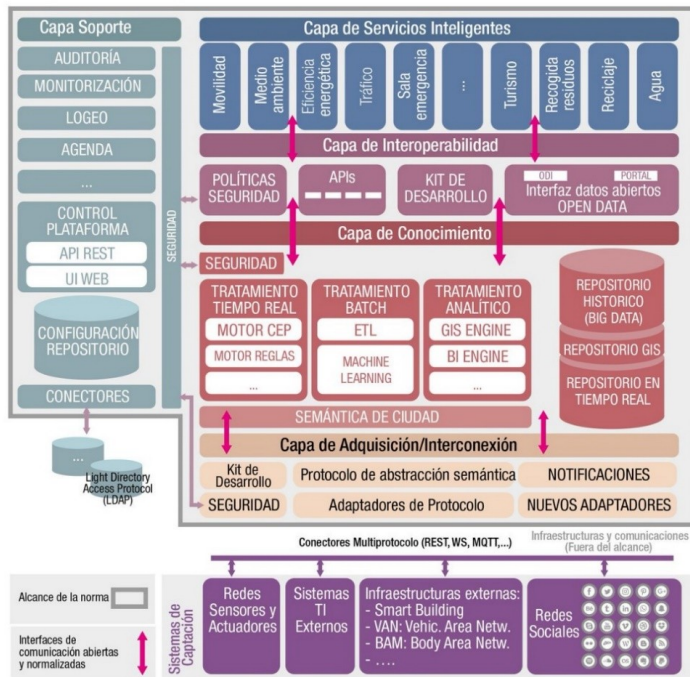 Capa Soporte
AUDITORÍA
MONITORIZACIÓN
LOGEO
AGENDA
...
CONTROL
PLATAFORMA
API REST
UI WEB
CONFIGURACIÓN
REPOSITORIO
CONECTORES
...
Light Directory
Access Protocol
(LDAP)
SEGURIDAD
Capa de Servicios Inteligentes
Movilidad
Medio
ambiente
Eficiencia
energética
Tráfico
Sala
emergencia
...
Turismo
Recogida
residuos
Reciclaje
Agua
Capa de Interoperabilidad
POLÍTICAS
SEGURIDAD
APIs
KIT DE
DESARROLLO
ODI
PORTAL
Interfaz datos abiertos
OPEN DATA
Capa de Conocimiento
SEGURIDAD
TRATAMIENTO
TIEMPO REAL
MOTOR CEP
MOTOR REGLAS
...
TRATAMIENTO
BATCH
ETL
MACHINE
LEARNING
TRATAMIENTO
ANALÍTICO
GIS ENGINE
BI ENGINE
...
REPOSITORIO
HISTORICO
(BIG DATA)
REPOSITORIO GIS
REPOSITORIO EN
TIEMPO REAL
SEMÁNTICA DE CIUDAD
Capa de Adquisición/Interconexión
Kit de
Desarrollo
Protocolo de abstracción semántica
NOTIFICACIONES
SEGURIDAD
Adaptadores de Protocolo
NUEVOS ADAPTADORES
Conectores Multiprotocolo (REST, WS, MQTT,...)
Infraestructuras y comunicaciones
(Fuera del alcance)
Alcance de la norma
Interfaces de
comunicación abiertas
y normalizadas
Sistemas de
Captación
Redes
Sensores y
Actuadores
Sistemas
TI
Externos
Infraestructuras externas:
- Smart Building
- VAN: Vehic. Area Netw.
- BAM: Body Area Netw.
- ....
Redes
Sociales